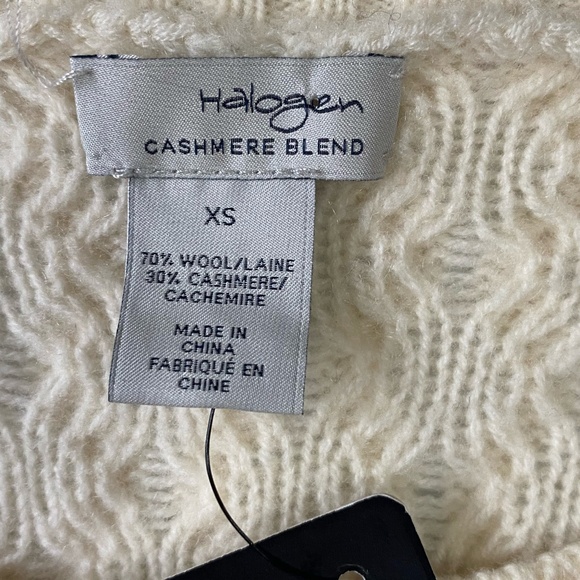 Halogen
CASHMERE BLEND
XS
70% WOOL/LAINE
30% CASHMERE/
CACHEMIRE
MADE IN
CHINA
FABRIQUÉ EN
CHINE